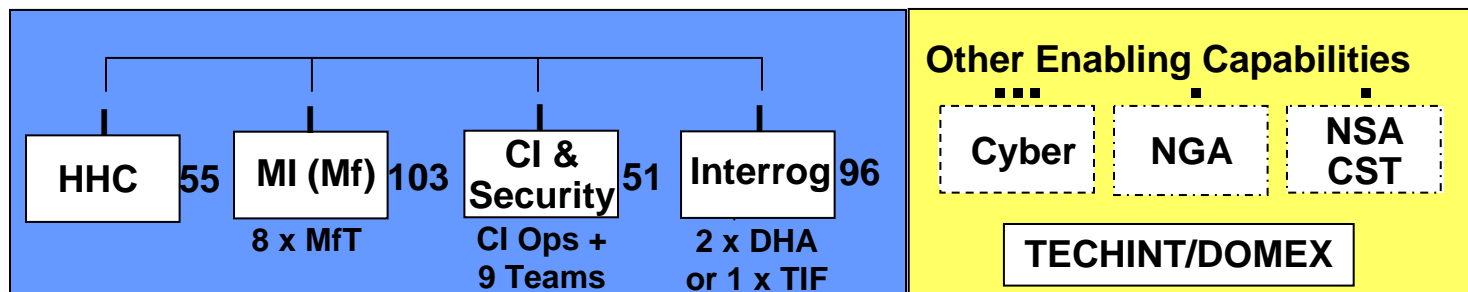 HHC
55
MI (Mf)
103
8 x MfT
CI &
Security
51
CI Ops +
9 Teams
Interrog
96
2 x DHA
or 1 x TIF
Other Enabling Capabilities
Cyber
NGA
NSA
CST
TECHINT/DOMEX